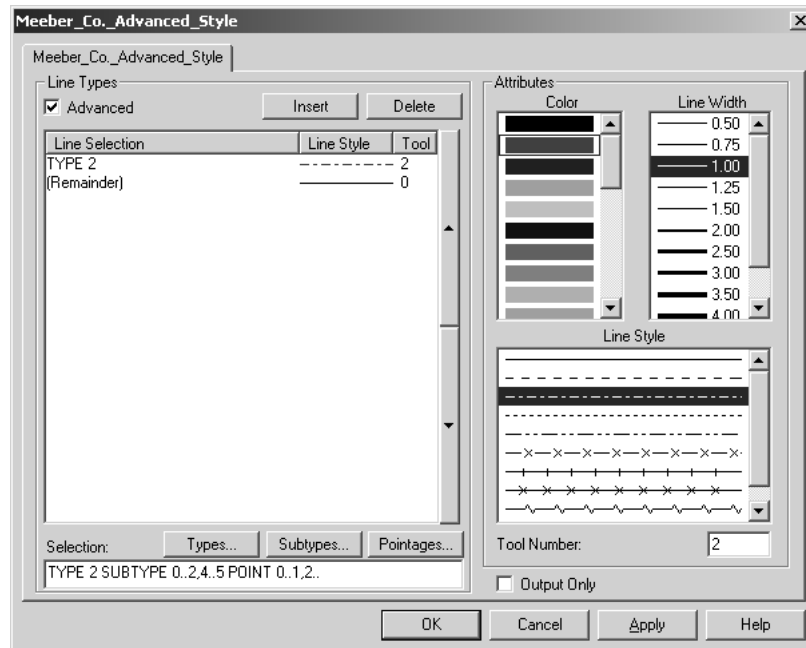 Meeber_Co._Advanced_Style
Meeber_Co._Advanced_Style
Line Types
Advanced
Insert
Delete
Line Selection Line Style Tool
TYPE 2 2
(Remainder) 0
Selection:
Types...
Subtypes...
Pointages...
TYPE 2 SUBTYPE 0..2,4..5 POINT 0..1,2..
Attributes
Color
Line Width
0.50
0.75
1.00
1.25
1.50
2.00
2.50
3.00
3.50
4.00
Line Style
Tool Number:
2
Output Only
OK
Cancel
Apply
Help